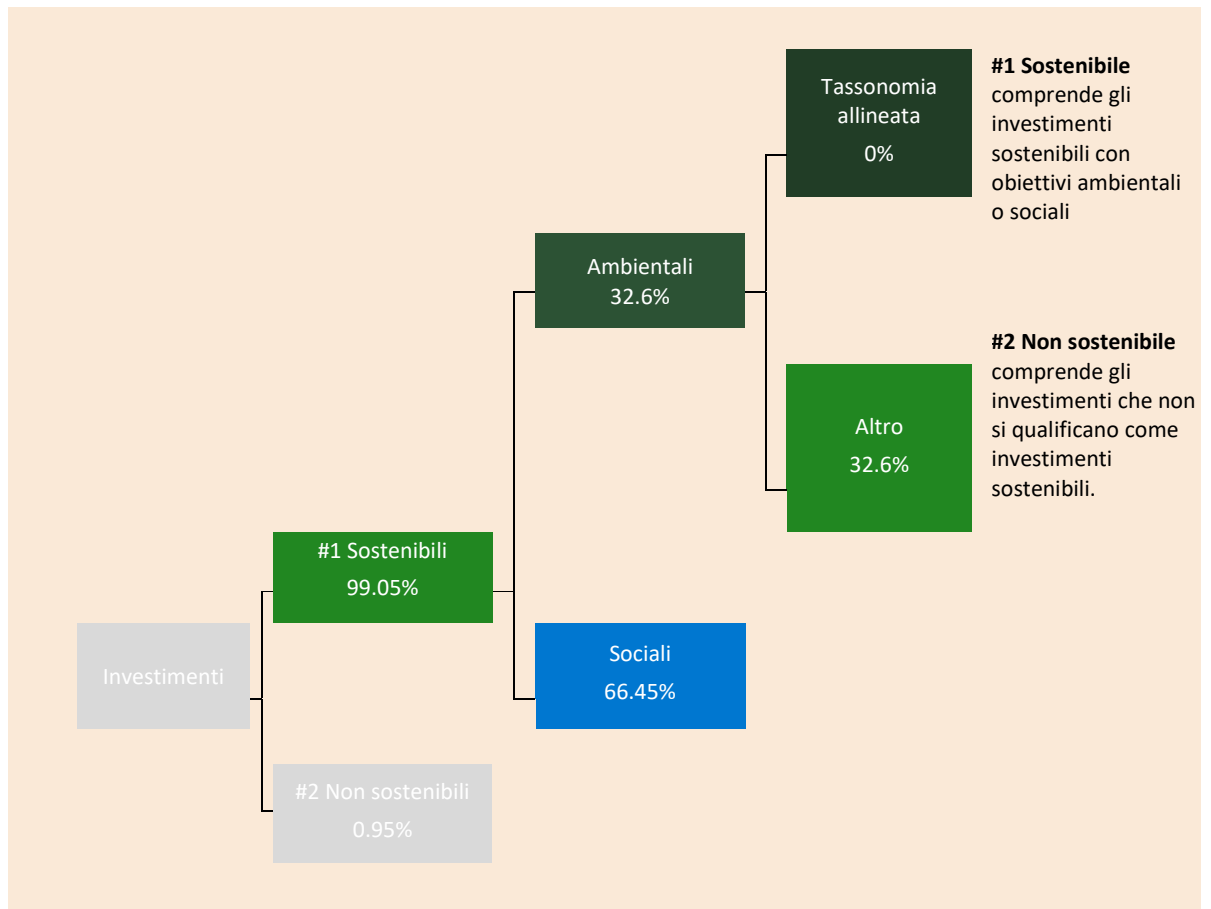 Tassonomia
allineata
0%
#1 Sostenibile
comprende gli
investimenti
sostenibili con
obiettivi ambientali
o sociali
Ambientali
32.6%
#2 Non sostenibile
comprende gli
investimenti che non
si qualificano come
investimenti
sostenibili.
Altro
32.6%
#1 Sostenibili
99.05%
Sociali
66.45%
Investimenti
#2 Non sostenibili
0.95%